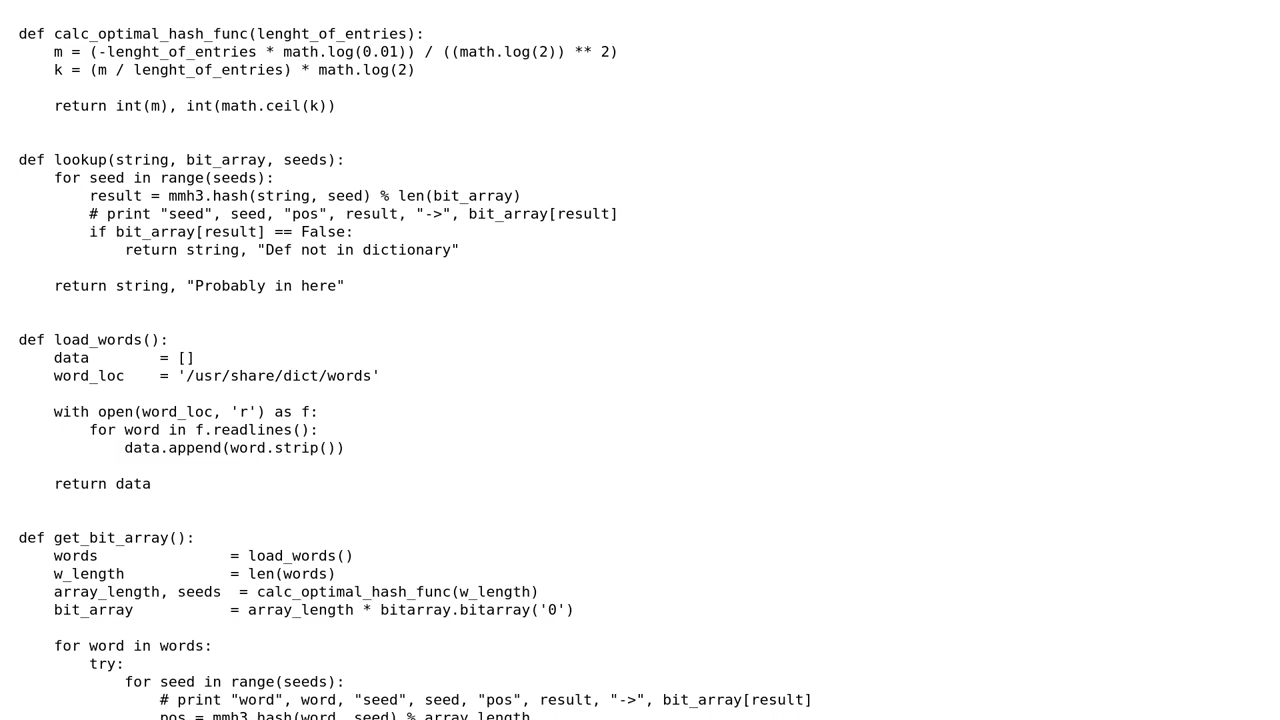 def calc_optimal_hash_func(lenght_of_entries):
    m = (-lenght_of_entries * math.log(0.01)) / ((math.log(2)) ** 2)
    k = (m / lenght_of_entries) * math.log(2)

    return int(m), int(math.ceil(k))


def lookup(string, bit_array, seeds):
    for seed in range(seeds):
        result = mmh3.hash(string, seed) % len(bit_array)
        # print "seed", seed, "pos", result, "->", bit_array[result]
        if bit_array[result] == False:
            return string, "Def not in dictionary"

    return string, "Probably in here"


def load_words():
    data        = []
    word_loc    = '/usr/share/dict/words'

    with open(word_loc, 'r') as f:
        for word in f.readlines():
            data.append(word.strip())

    return data


def get_bit_array():
    words               = load_words()
    w_length            = len(words)
    array_length, seeds  = calc_optimal_hash_func(w_length)
    bit_array           = array_length * bitarray.bitarray('0')

    for word in words:
        try:
            for seed in range(seeds):
                # print "word", word, "seed", seed, "pos", result, "->", bit_array[result]
                pos = mmh3.hash(word, seed) % array_length